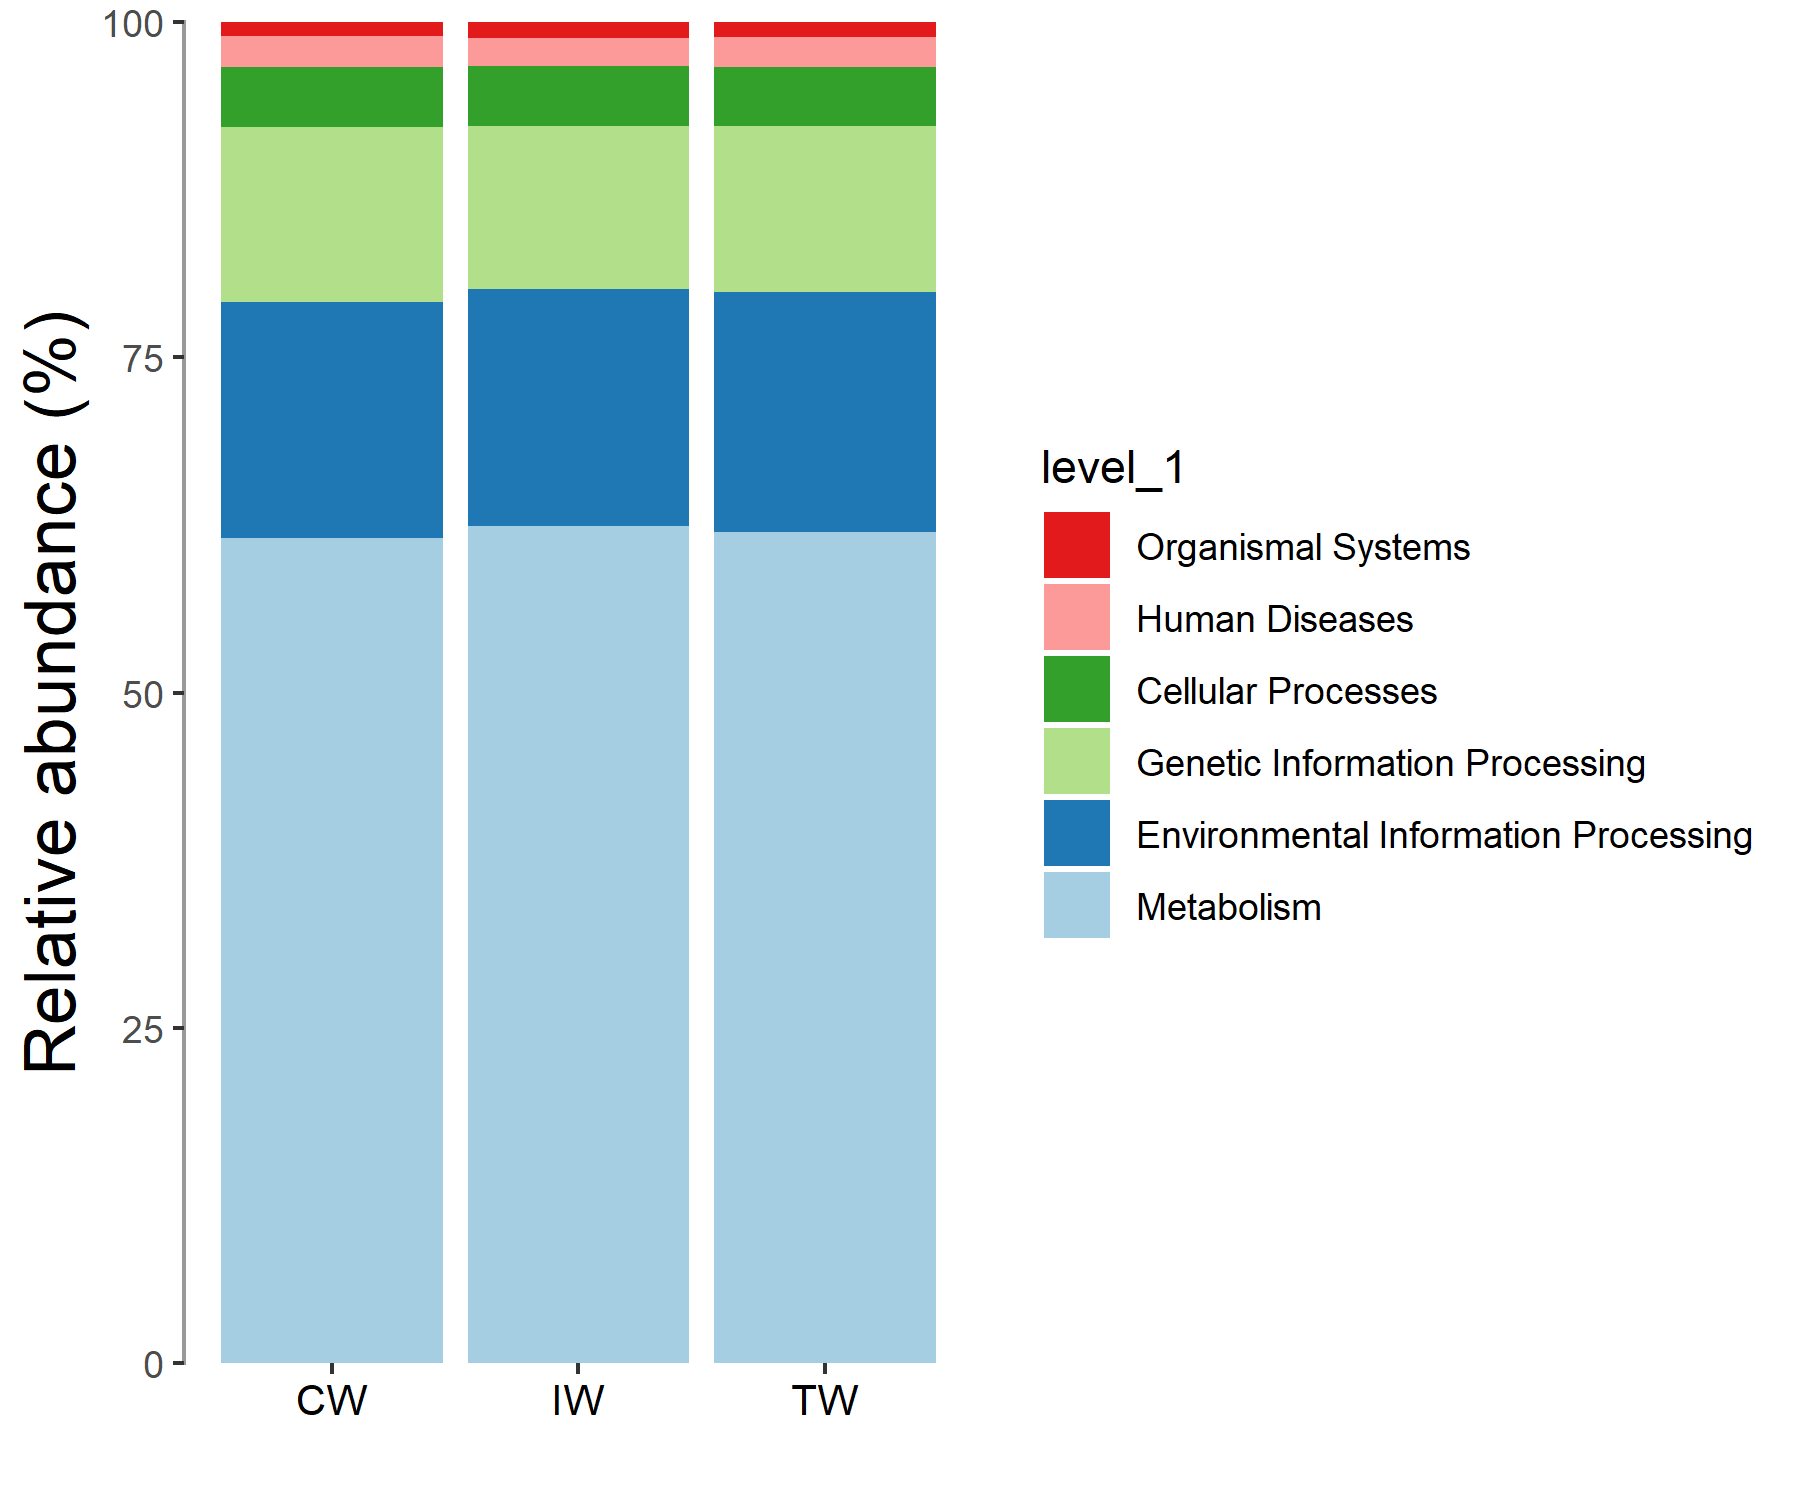 Relative abundance (%)
100
75
50
25
0
CW
IW
TW
level_1
Organismal Systems
Human Diseases
Cellular Processes
Genetic Information Processing
Environmental Information Processing
Metabolism